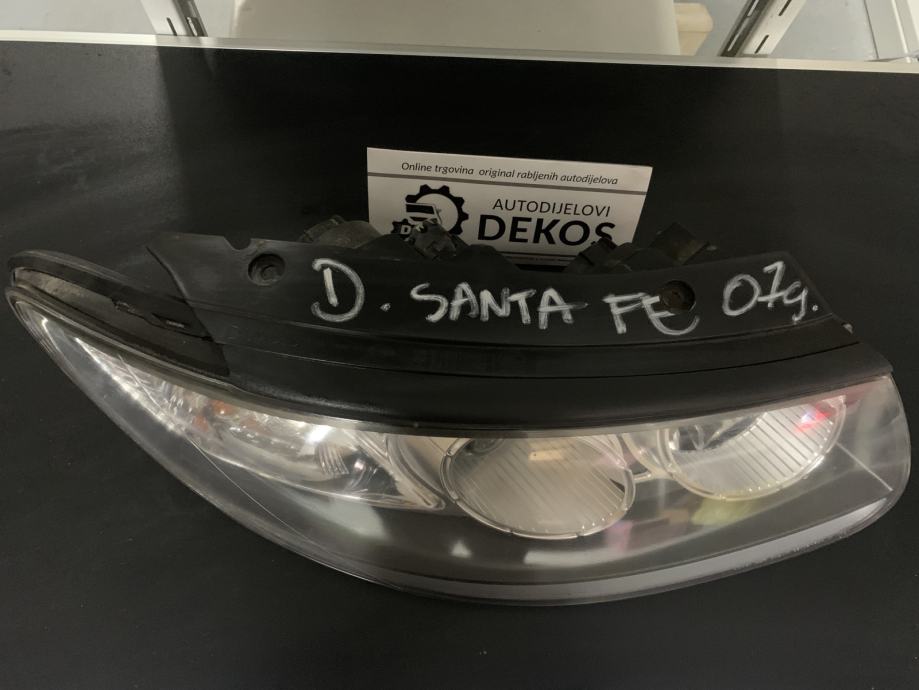 Online trgovina original rabljenih autodijelova
AUTODIJELOVI
DEKOS
D. SANTA FE 07g.